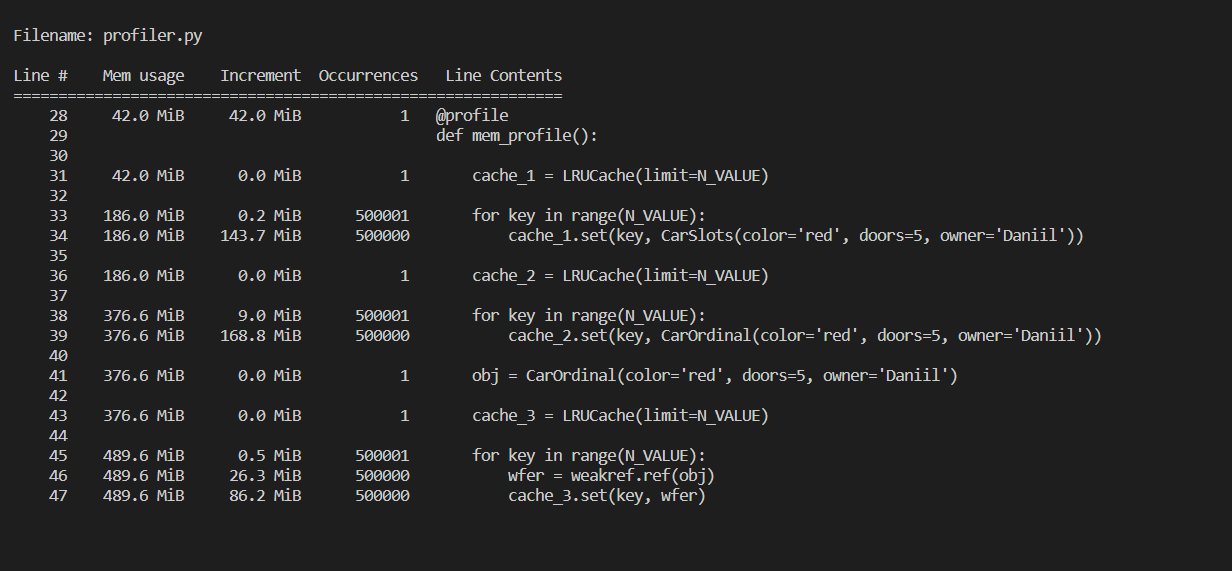 Filename: profiler.py
Line #    Mem usage    Increment  Occurrences   Line Contents
=============================================================
    28     42.0 MiB     42.0 MiB           1   @profile
    29                                         def mem_profile():
    30
    31     42.0 MiB      0.0 MiB           1       cache_1 = LRUCache(limit=N_VALUE)
    32
    33    186.0 MiB      0.2 MiB      500001       for key in range(N_VALUE):
    34    186.0 MiB    143.7 MiB      500000           cache_1.set(key, CarSlots(color='red', doors=5, owner='Daniil'))
    35
    36    186.0 MiB      0.0 MiB           1       cache_2 = LRUCache(limit=N_VALUE)
    37
    38    376.6 MiB      9.0 MiB      500001       for key in range(N_VALUE):
    39    376.6 MiB    168.8 MiB      500000           cache_2.set(key, CarOrdinal(color='red', doors=5, owner='Daniil'))
    40
    41    376.6 MiB      0.0 MiB           1       obj = CarOrdinal(color='red', doors=5, owner='Daniil')
    42
    43    376.6 MiB      0.0 MiB           1       cache_3 = LRUCache(limit=N_VALUE)
    44
    45    489.6 MiB      0.5 MiB      500001       for key in range(N_VALUE):
    46    489.6 MiB     26.3 MiB      500000           wfer = weakref.ref(obj)
    47    489.6 MiB     86.2 MiB      500000           cache_3.set(key, wfer)